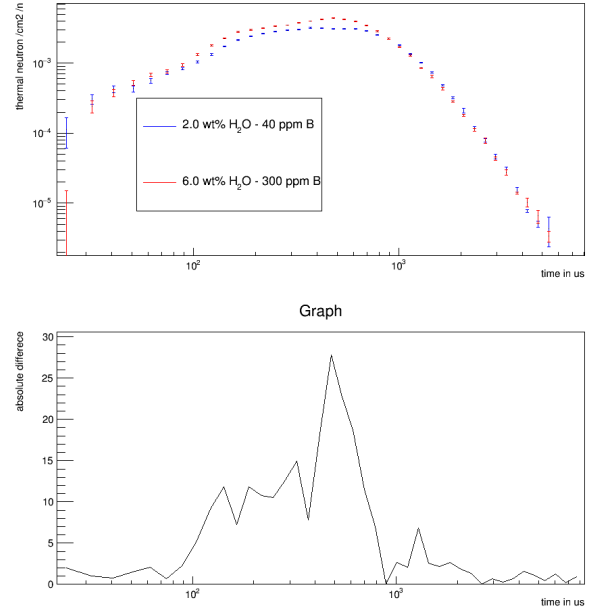 thermal neutron /cm2 /n
10⁻³
10⁻⁴
10⁻⁵
2.0 wt% H₂O - 40 ppm B
6.0 wt% H₂O - 300 ppm B
10²
10³
time in us
Graph
absolute differece
30
25
20
15
10
5
0
10²
10³
time in us